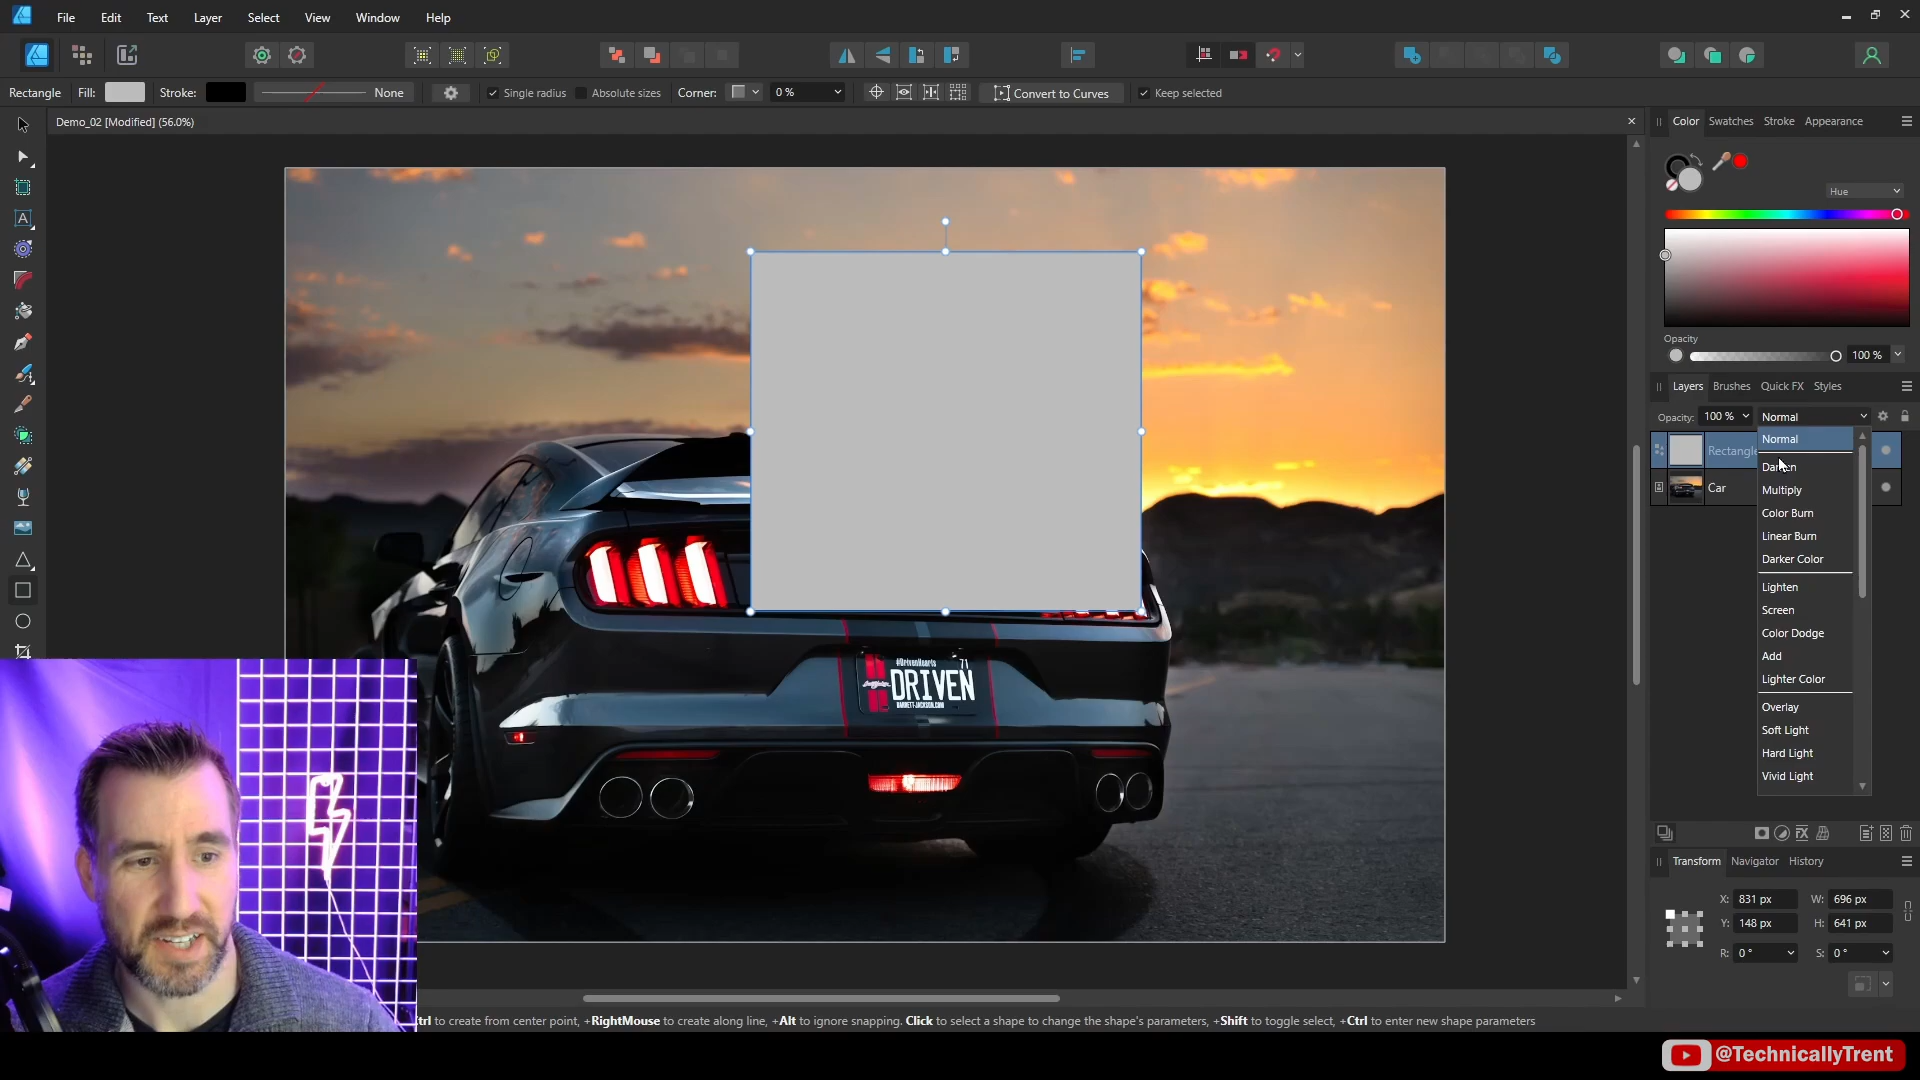 File Edit Text Layer Select View Window Help
Rectangle Fill: Stroke: None Single radius Absolute sizes Corner: 0 % Convert to Curves Keep selected
Demo_02 [Modified] (56.0%)
Color Swatches Stroke Appearance
Hue
Opacity
100 %
Layers Brushes Quick FX Styles
Opacity: 100 % Normal
Normal
Rectangle
Darken
Car
Multiply
Color Burn
Linear Burn
Darker Color
Lighten
Screen
Color Dodge
Add
Lighter Color
Overlay
Soft Light
Hard Light
Vivid Light
#DrivenHearts 71
DRIVEN
BARRETT-JACKSON.COM
Transform Navigator History
X: 831 px W: 696 px
Y: 148 px H: 641 px
R: 0 ° S: 0 °
trl to create from center point, +RightMouse to create along line, +Alt to ignore snapping. Click to select a shape to change the shape's parameters, +Shift to toggle select, +Ctrl to enter new shape parameters
@TechnicallyTrent